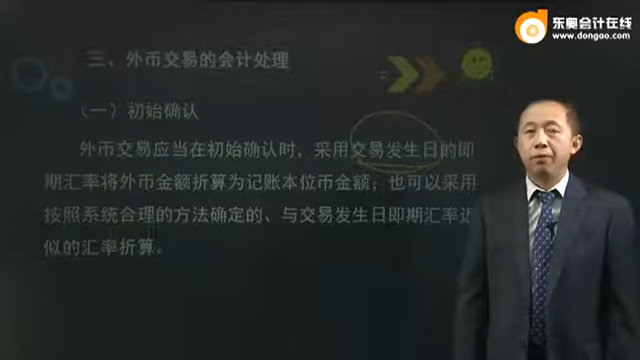 东奥会计在线
www.dongao.com
三、外币交易的会计处理
（一）初始确认
外币交易应当在初始确认时，采用交易发生日的即
期汇率将外币金额折算为记账本位币金额；也可以采用
按照系统合理的方法确定的、与交易发生日即期汇率近
似的汇率折算。